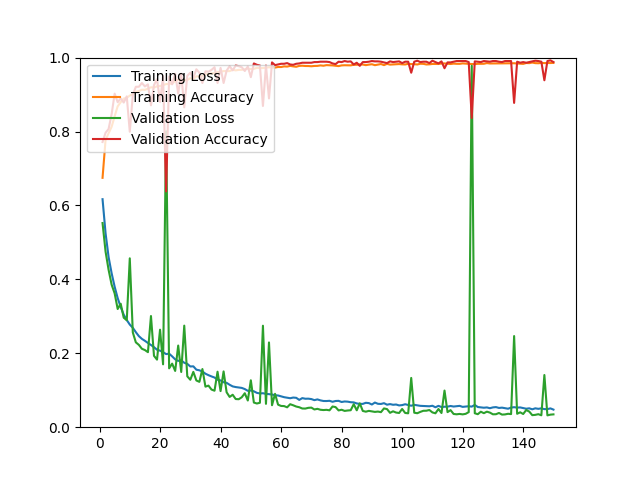 1.0
0.8
0.6
0.4
0.2
0.0
Training Loss
Training Accuracy
Validation Loss
Validation Accuracy
0 20 40 60 80 100 120 140